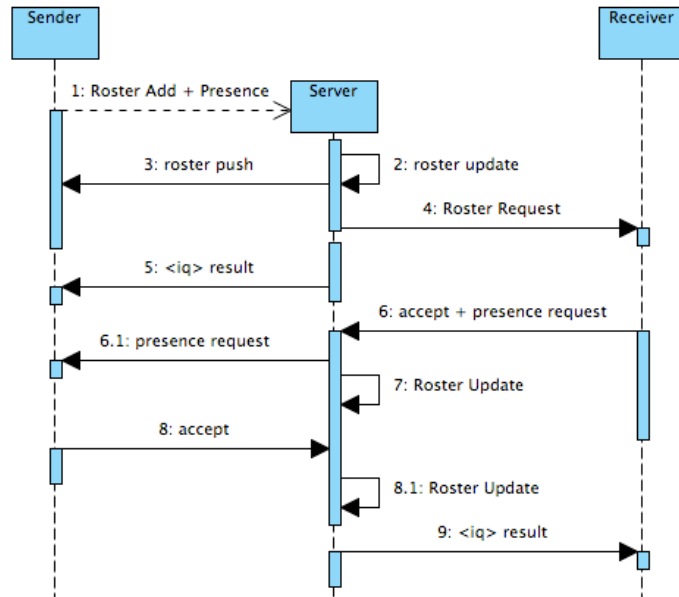 Sender
Receiver
1: Roster Add + Presence
Server
3: roster push
2: roster update
4: Roster Request
5: <iq> result
6: accept + presence request
6.1: presence request
7: Roster Update
8: accept
8.1: Roster Update
9: <iq> result